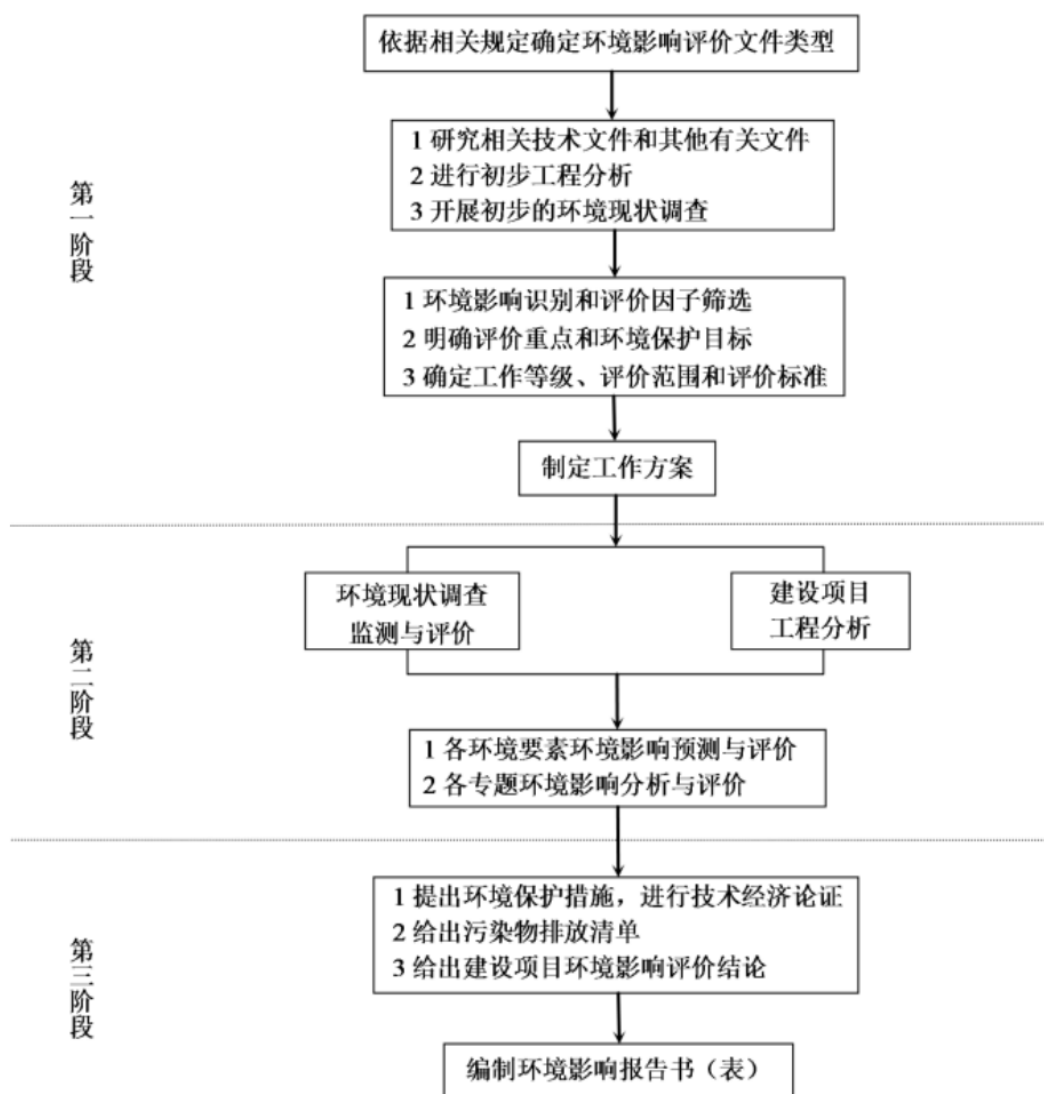 依据相关规定确定环境影响评价文件类型
1 研究相关技术文件和其他有关文件
2 进行初步工程分析
3 开展初步的环境现状调查
第一阶段
1 环境影响识别和评价因子筛选
2 明确评价重点和环境保护目标
3 确定工作等级、评价范围和评价标准
制定工作方案
环境现状调查
监测与评价
建设项目
工程分析
第二阶段
1 各环境要素环境影响预测与评价
2 各专题环境影响分析与评价
1 提出环境保护措施，进行技术经济论证
2 给出污染物排放清单
3 给出建设项目环境影响评价结论
第三阶段
编制环境影响报告书（表）